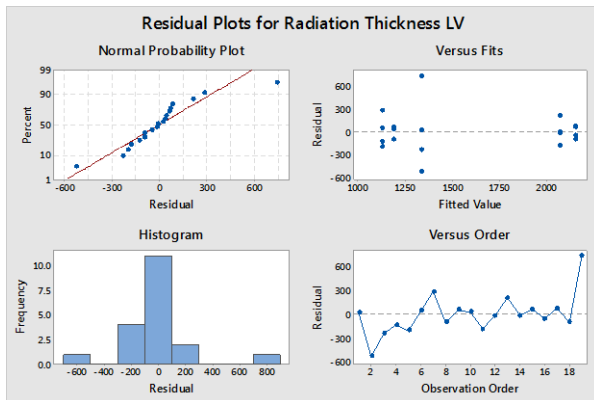 Residual Plots for Radiation Thickness LV
Normal Probability Plot
99
90
50
10
1
Percent
-600 -300 0 300 600
Residual
Versus Fits
600
300
0
-300
-600
Residual
1000 1250 1500 1750 2000
Fitted Value
Histogram
10.0
7.5
5.0
2.5
0.0
Frequency
-600 -400 -200 0 200 400 600 800
Residual
Versus Order
600
300
0
-300
-600
Residual
2 4 6 8 10 12 14 16 18
Observation Order